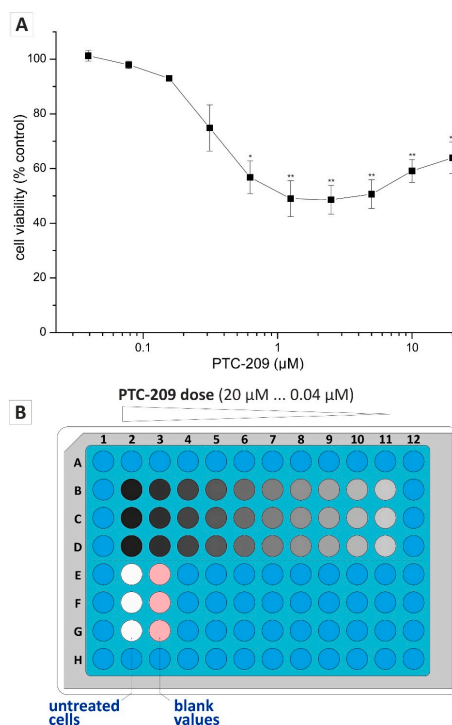 A
100
80
60
40
20
0
cell viability (% control)
*
**
**
**
**
*
0.1
1
10
PTC-209 (µM)
PTC-209 dose (20 µM ... 0.04 µM)
B
1 2 3 4 5 6 7 8 9 10 11 12
A
B
C
D
E
F
G
H
untreated cells
blank values